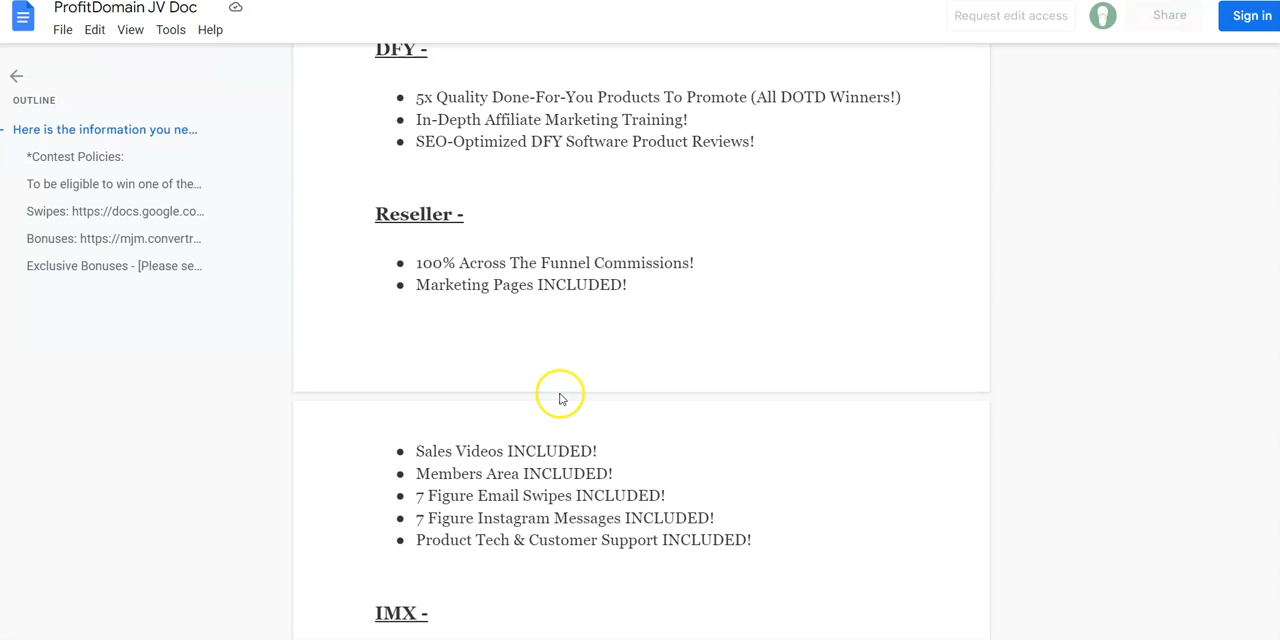 ProfitDomain JV Doc
File Edit View Tools Help
Request edit access
Share
Sign in
OUTLINE
Here is the information you ne...
*Contest Policies:
To be eligible to win one of the...
Swipes: https://docs.google.co...
Bonuses: https://mjm.convertr...
Exclusive Bonuses - [Please se...
DFY -
● 5x Quality Done-For-You Products To Promote (All DOTD Winners!)
● In-Depth Affiliate Marketing Training!
● SEO-Optimized DFY Software Product Reviews!
Reseller -
● 100% Across The Funnel Commissions!
● Marketing Pages INCLUDED!
● Sales Videos INCLUDED!
● Members Area INCLUDED!
● 7 Figure Email Swipes INCLUDED!
● 7 Figure Instagram Messages INCLUDED!
● Product Tech & Customer Support INCLUDED!
IMX -